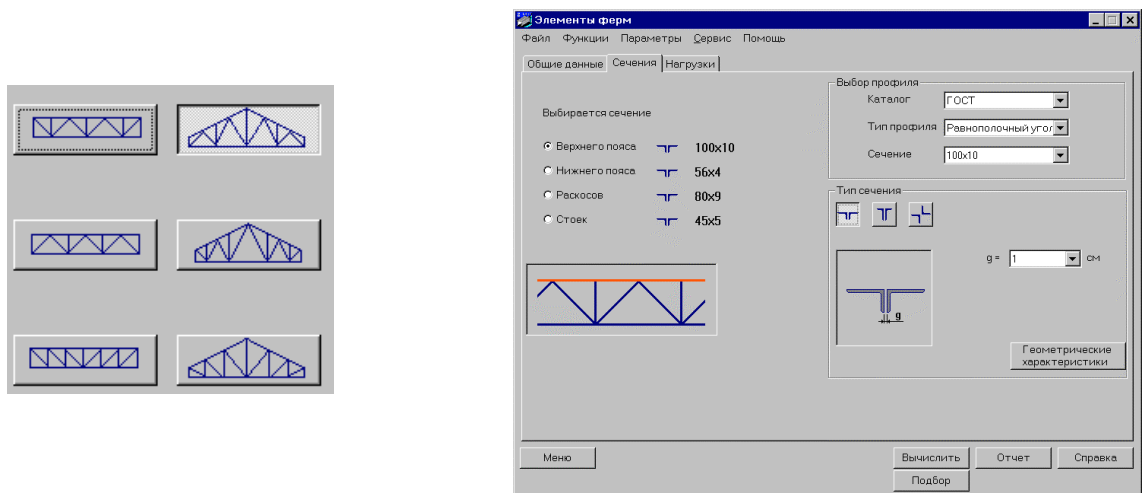 Элементы ферм
Файл Функции Параметры Сервис Помощь
Общие данные Сечения Нагрузки
Выбирается сечение
Верхнего пояса 100x10
Нижнего пояса 56x4
Раскосов 80x9
Стоек 45x5
Выбор профиля
Каталог ГОСТ
Тип профиля Равнополочный угол
Сечение 100x10
Тип сечения
g = 1 см
g
Геометрические
характеристики
Меню Вычислить Отчет Справка
Подбор